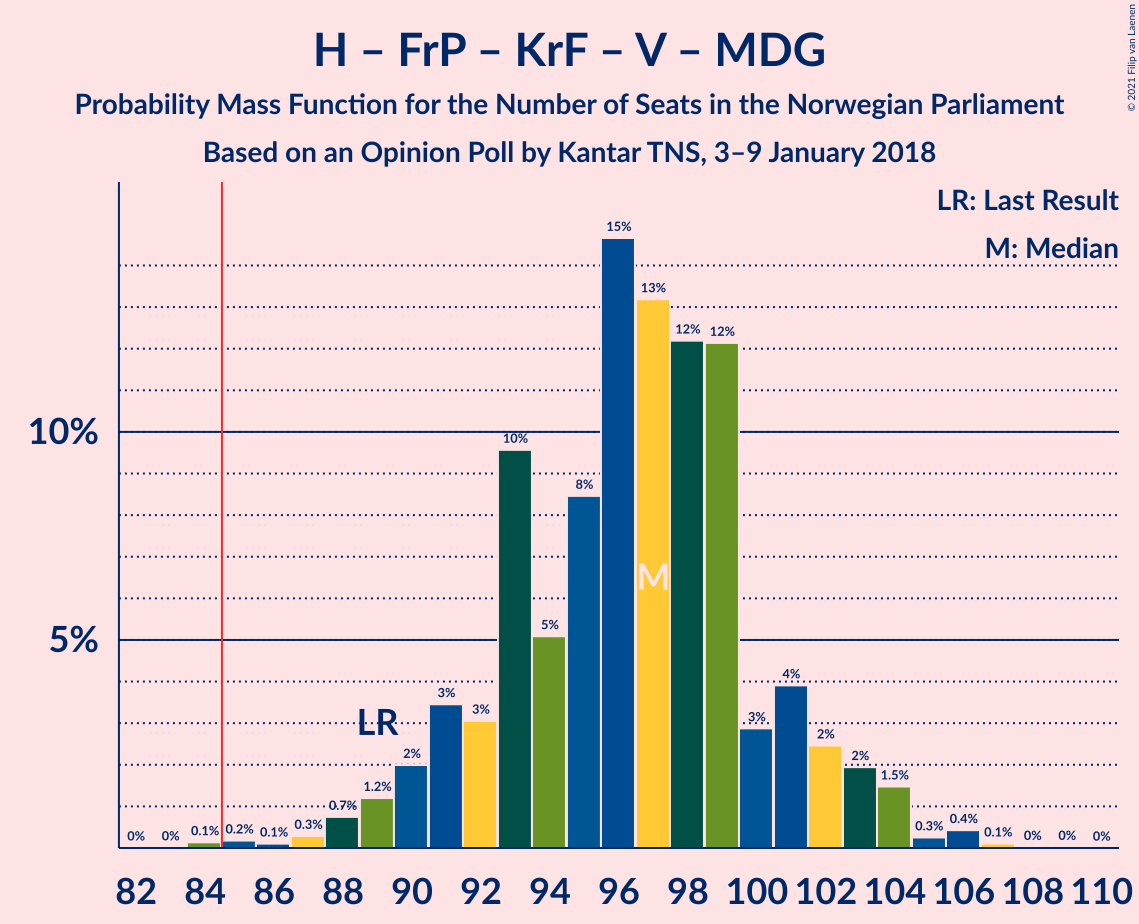 H – FrP – KrF – V – MDG
Probability Mass Function for the Number of Seats in the Norwegian Parliament
Based on an Opinion Poll by Kantar TNS, 3–9 January 2018
© 2021 Filip van Laenen
LR: Last Result
M: Median
15%
13%
12% 12%
10%
10%
8%
M
5%
5%
4%
3% 3%
LR
3%
2%
2%
2%
1.5%
1.2%
0.7%
0.4%
0% 0% 0.1% 0.2% 0.1% 0.3%
0.3% 0.1% 0% 0% 0%
82 84 86 88 90 92 94 96 98 100 102 104 106 108 110